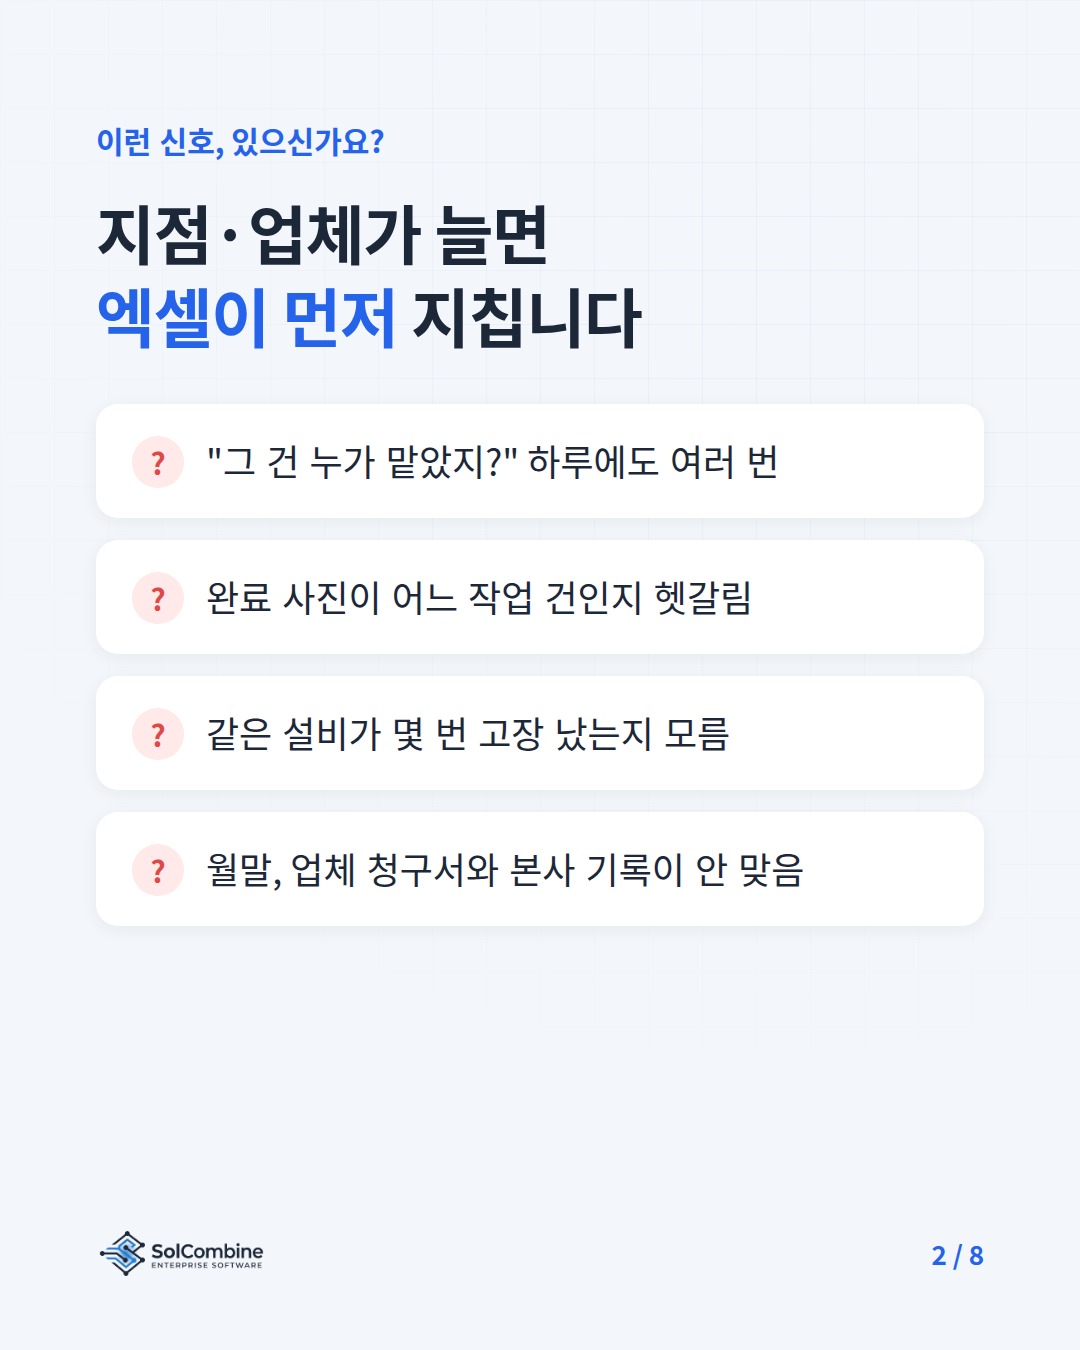 이런 신호, 있으신가요?
지점·업체가 늘면
엑셀이 먼저 지칩니다
? "그 건 누가 맡았지?" 하루에도 여러 번
? 완료 사진이 어느 작업 건인지 헷갈림
? 같은 설비가 몇 번 고장 났는지 모름
? 월말, 업체 청구서와 본사 기록이 안 맞음
SolCombine
ENTERPRISE SOFTWARE
2 / 8